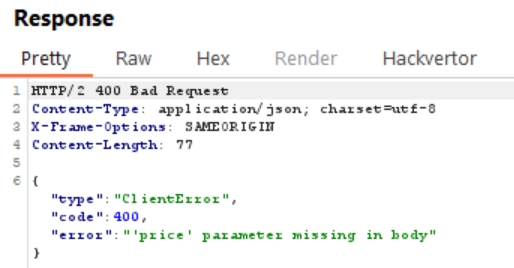 Response
Pretty Raw Hex Render Hackvertor
1 HTTP/2 400 Bad Request
2 Content-Type: application/json; charset=utf-8
3 X-Frame-Options: SAMEORIGIN
4 Content-Length: 77
5
6 {
"type":"ClientError",
"code":400,
"error":"'price' parameter missing in body"
}